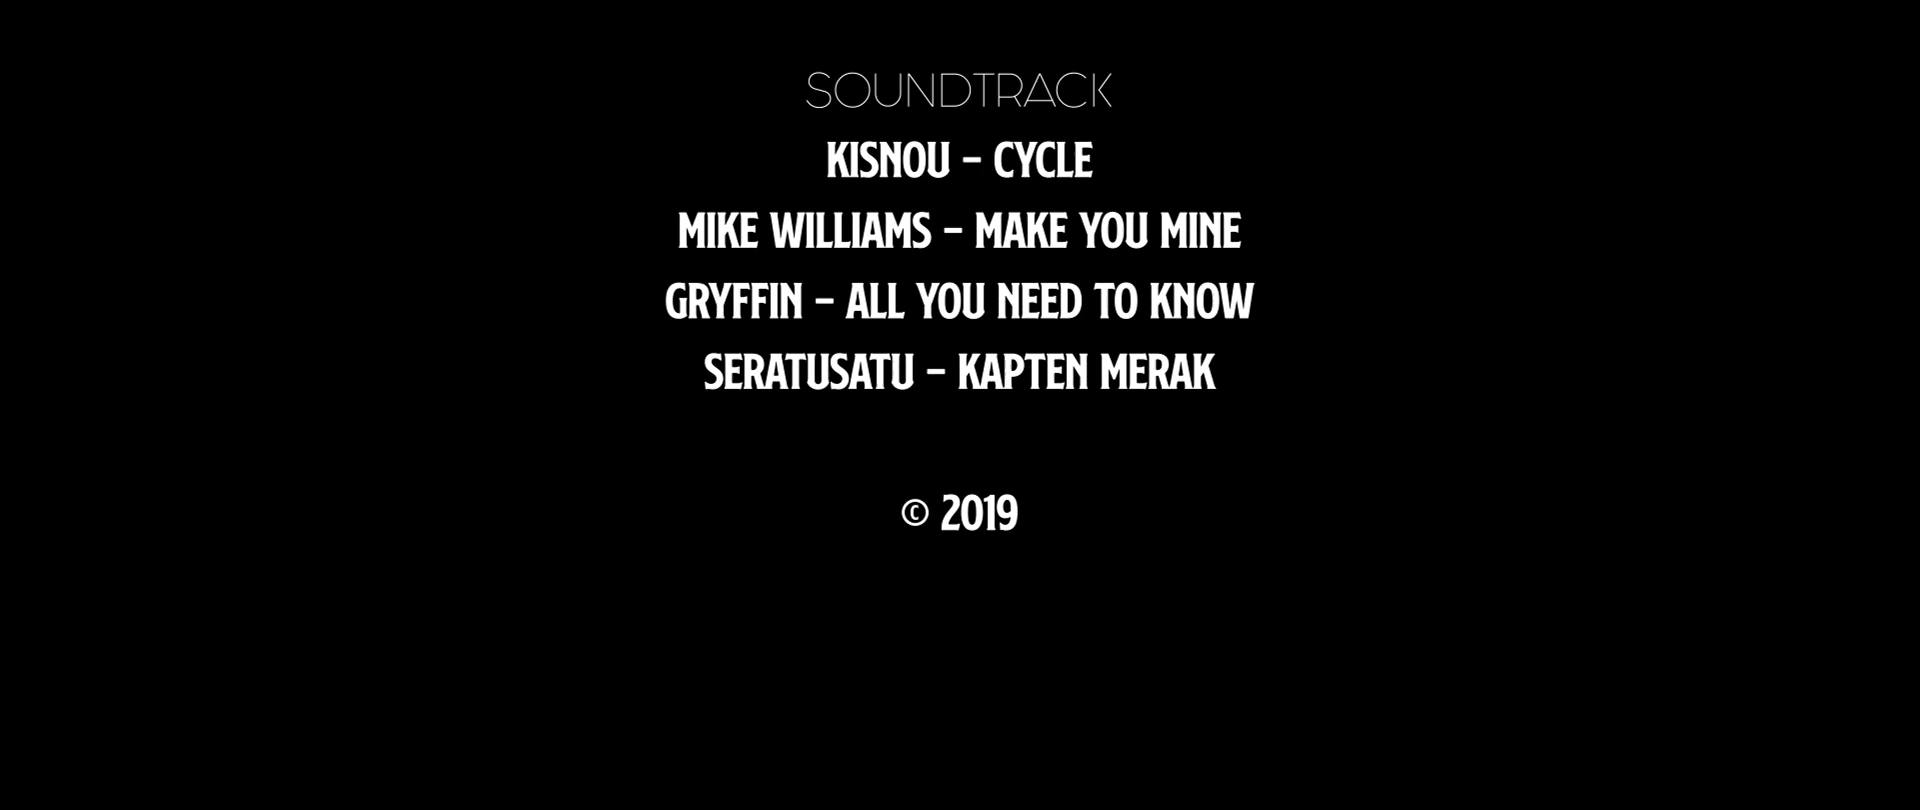 SOUNDTRACK
KISNOU – CYCLE
MIKE WILLIAMS – MAKE YOU MINE
GRYFFIN – ALL YOU NEED TO KNOW
SERATUSATU – KAPTEN MERAK
© 2019